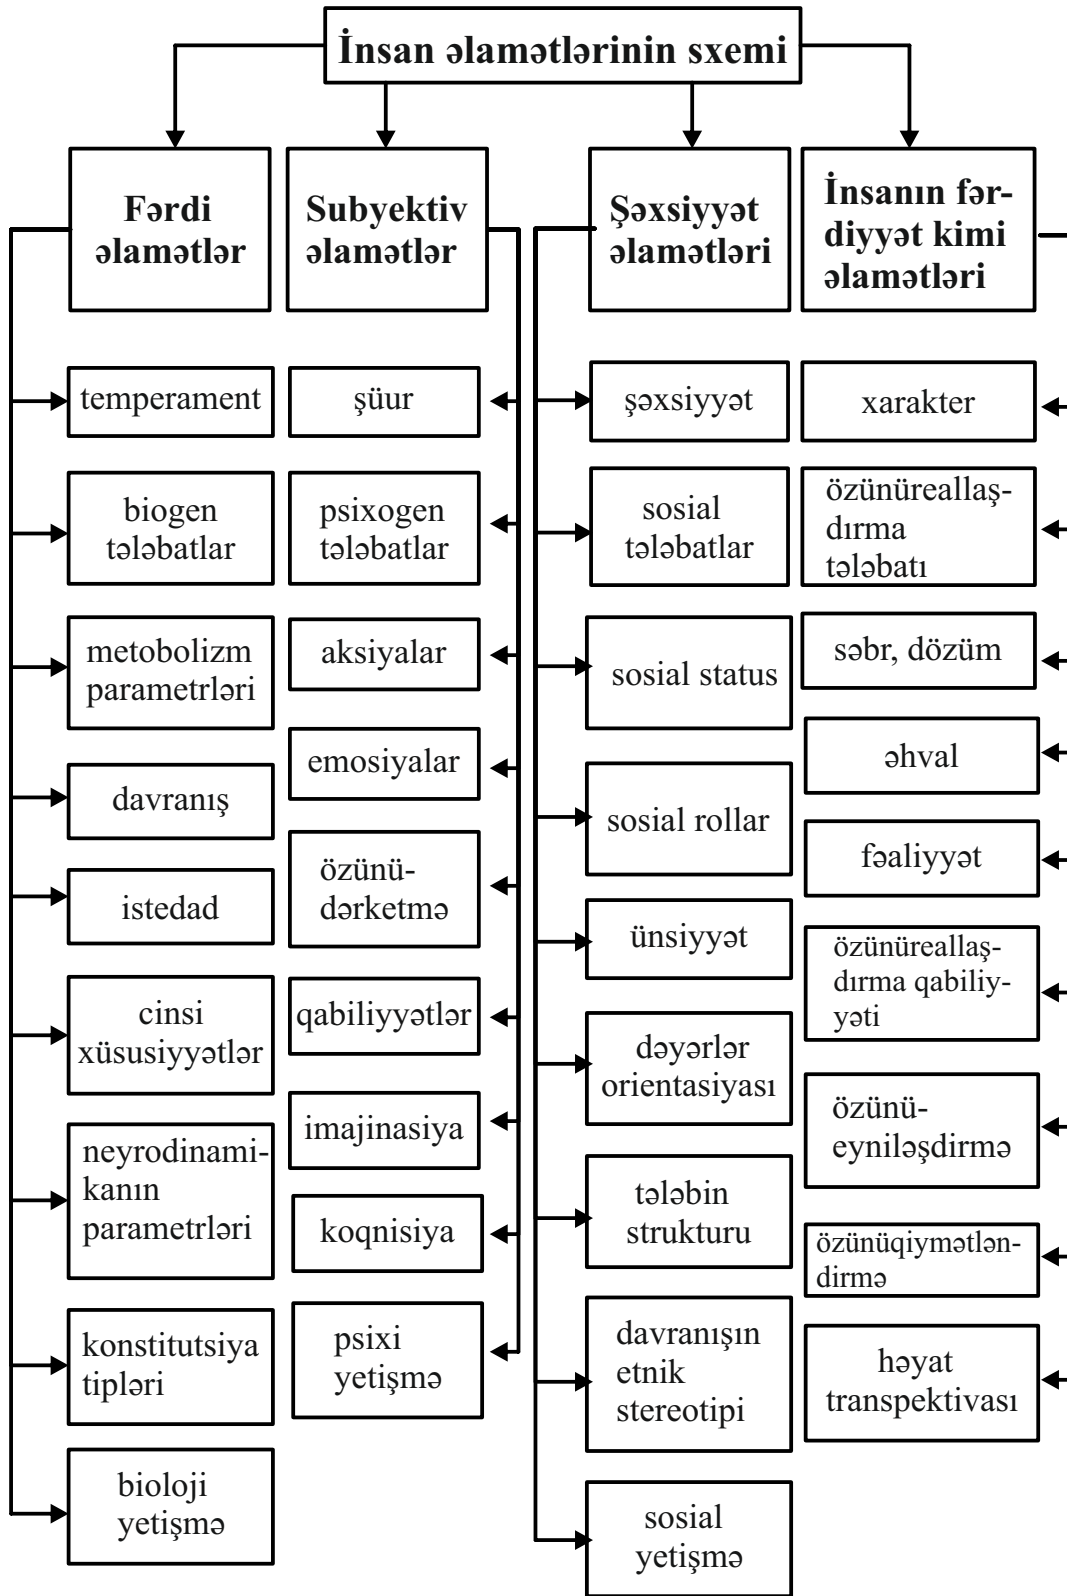 İnsan əlamətlərinin sxemi
Fərdi
əlamətlər
temperament
biogen
tələbatlar
metobolizm
parametrləri
davranış
istedad
cinsi
xüsusiyyətlər
neyrodinami-
kanın
parametrləri
konstitutsiya
tipləri
bioloji
yetişmə
Subyektiv
əlamətlər
şüur
psixogen
tələbatlar
aksiyalar
emosiyalar
özünü-
dərketmə
qabiliyyətlər
imajinasiya
koqnisiya
psixi
yetişmə
Şəxsiyyət
əlamətləri
şəxsiyyət
sosial
tələbatlar
sosial status
sosial rollar
ünsiyyət
dəyərlər
orientasiyası
tələbin
strukturu
davranışın
etnik
stereotipi
sosial
yetişmə
İnsanın fər-
diyyət kimi
əlamətləri
xarakter
özünüreallaş-
dırma
tələbatı
səbr, dözüm
əhval
fəaliyyət
özünüreallaş-
dırma qabiliy-
yəti
özünü-
eyniləşdirmə
özünüqiymətlən-
dirmə
həyat
transpektivası